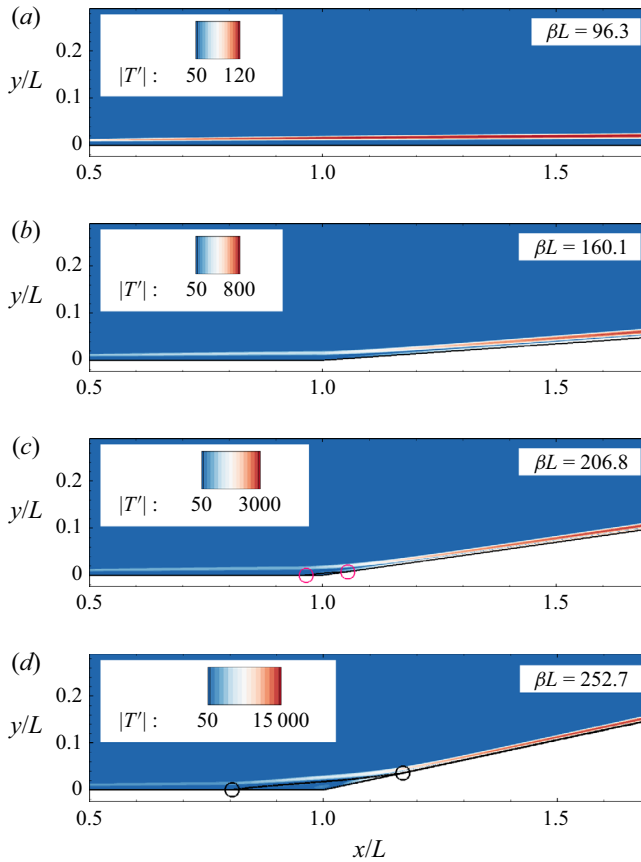 (a)
0.2
βL = 96.3
|T′| : 50 120
y/L
0.1
0
0.5 1.0 1.5
(b)
0.2
βL = 160.1
|T′| : 50 800
y/L
0.1
0
0.5 1.0 1.5
(c)
0.2
βL = 206.8
|T′| : 50 3000
y/L
0.1
0
0.5 1.0 1.5
(d)
0.2
βL = 252.7
|T′| : 50 15 000
y/L
0.1
0
0.5 1.0 1.5
x/L